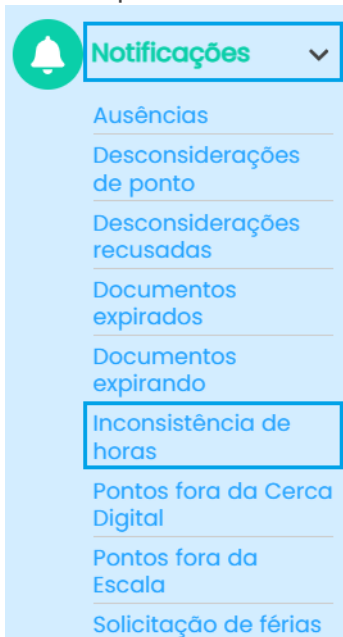 Notificações
Ausências
Desconsiderações
de ponto
Desconsiderações
recusadas
Documentos
expirados
Documentos
expirando
Inconsistência de
horas
Pontos fora da Cerca
Digital
Pontos fora da
Escala
Solicitação de férias